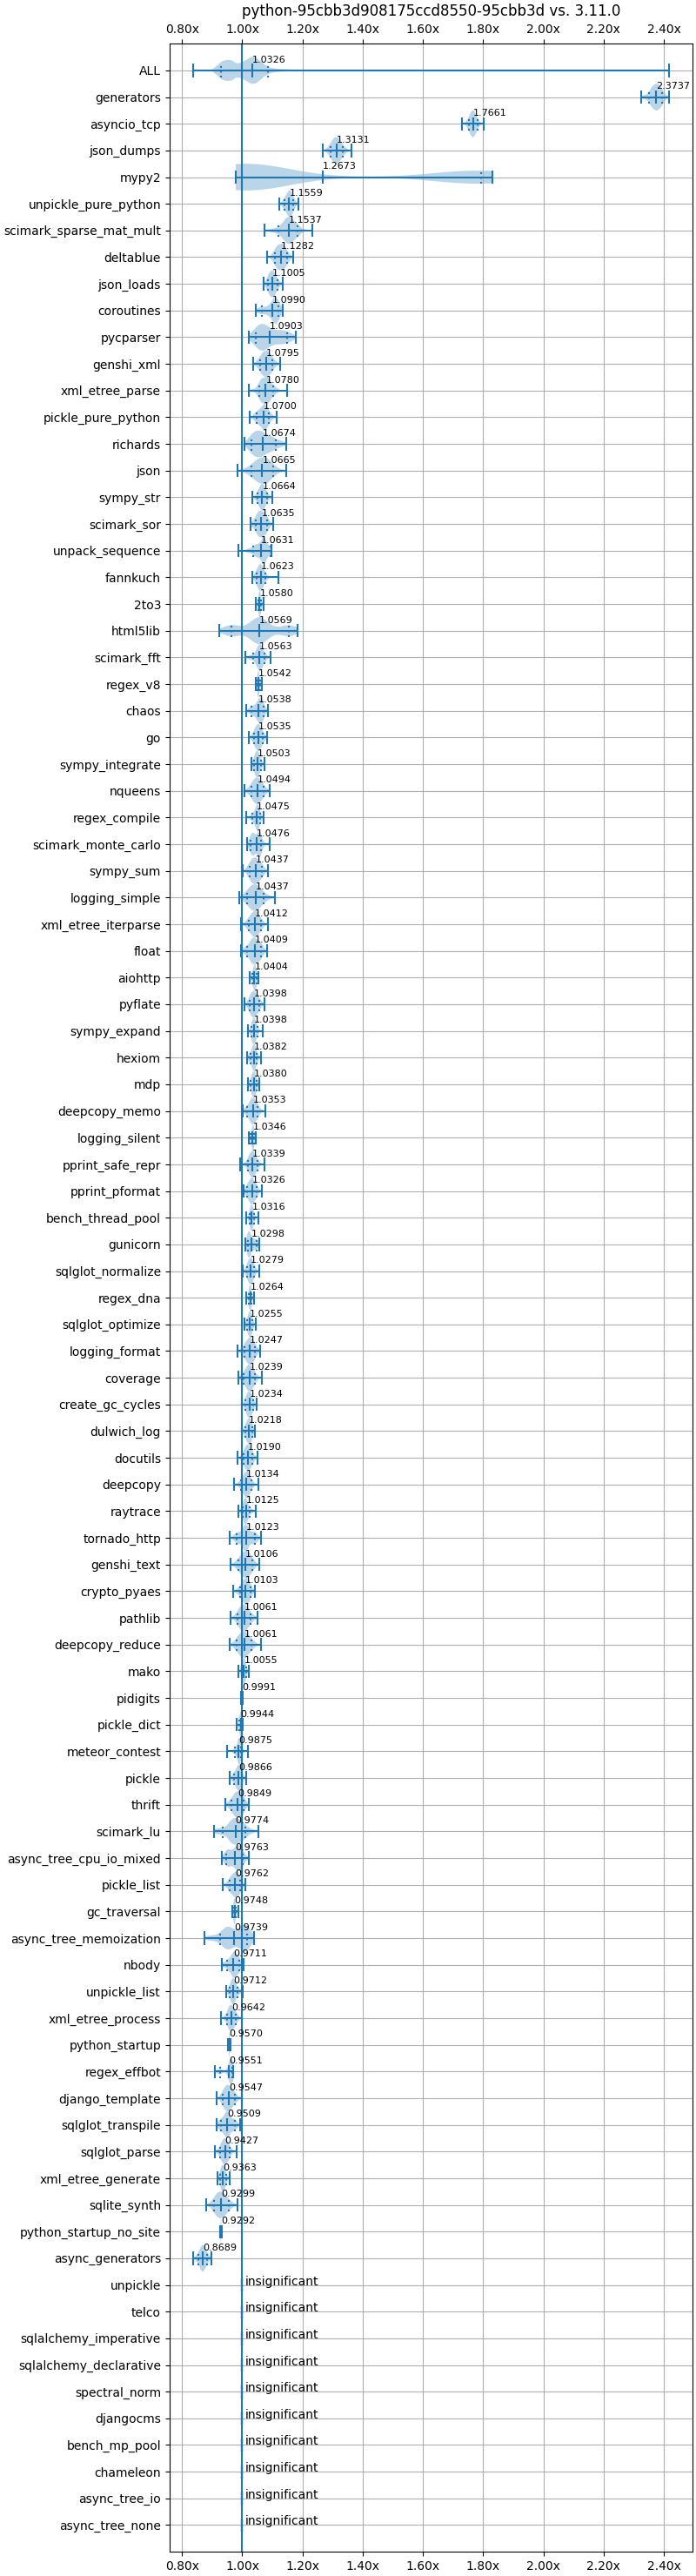 python-95cbb3d908175ccd8550-95cbb3d vs. 3.11.0
0.80x 1.00x 1.20x 1.40x 1.60x 1.80x 2.00x 2.20x 2.40x
ALL 1.0326
generators 2.3737
asyncio_tcp 1.7661
json_dumps 1.3131
mypy2 1.2673
unpickle_pure_python 1.1559
scimark_sparse_mat_mult 1.1537
deltablue 1.1282
json_loads 1.1005
coroutines 1.0990
pycparser 1.0903
genshi_xml 1.0795
xml_etree_parse 1.0780
pickle_pure_python 1.0700
richards 1.0674
json 1.0665
sympy_str 1.0664
scimark_sor 1.0635
unpack_sequence 1.0631
fannkuch 1.0623
2to3 1.0580
html5lib 1.0569
scimark_fft 1.0563
regex_v8 1.0542
chaos 1.0538
go 1.0535
sympy_integrate 1.0503
nqueens 1.0494
regex_compile 1.0475
scimark_monte_carlo 1.0476
sympy_sum 1.0437
logging_simple 1.0437
xml_etree_iterparse 1.0412
float 1.0409
aiohttp 1.0404
pyflate 1.0398
sympy_expand 1.0398
hexiom 1.0382
mdp 1.0380
deepcopy_memo 1.0353
logging_silent 1.0346
pprint_safe_repr 1.0339
pprint_pformat 1.0326
bench_thread_pool 1.0316
gunicorn 1.0298
sqlglot_normalize 1.0279
regex_dna 1.0264
sqlglot_optimize 1.0255
logging_format 1.0247
coverage 1.0239
create_gc_cycles 1.0234
dulwich_log 1.0218
docutils 1.0190
deepcopy 1.0134
raytrace 1.0125
tornado_http 1.0123
genshi_text 1.0106
crypto_pyaes 1.0103
pathlib 1.0061
deepcopy_reduce 1.0061
mako 1.0055
pidigits 0.9991
pickle_dict 0.9944
meteor_contest 0.9875
pickle 0.9866
thrift 0.9849
scimark_lu 0.9774
async_tree_cpu_io_mixed 0.9763
pickle_list 0.9762
gc_traversal 0.9748
async_tree_memoization 0.9739
nbody 0.9711
unpickle_list 0.9712
xml_etree_process 0.9642
python_startup 0.9570
regex_effbot 0.9551
django_template 0.9547
sqlglot_transpile 0.9509
sqlglot_parse 0.9427
xml_etree_generate 0.9363
sqlite_synth 0.9299
python_startup_no_site 0.9292
async_generators 0.8689
unpickle insignificant
telco insignificant
sqlalchemy_imperative insignificant
sqlalchemy_declarative insignificant
spectral_norm insignificant
djangocms insignificant
bench_mp_pool insignificant
chameleon insignificant
async_tree_io insignificant
async_tree_none insignificant
0.80x 1.00x 1.20x 1.40x 1.60x 1.80x 2.00x 2.20x 2.40x